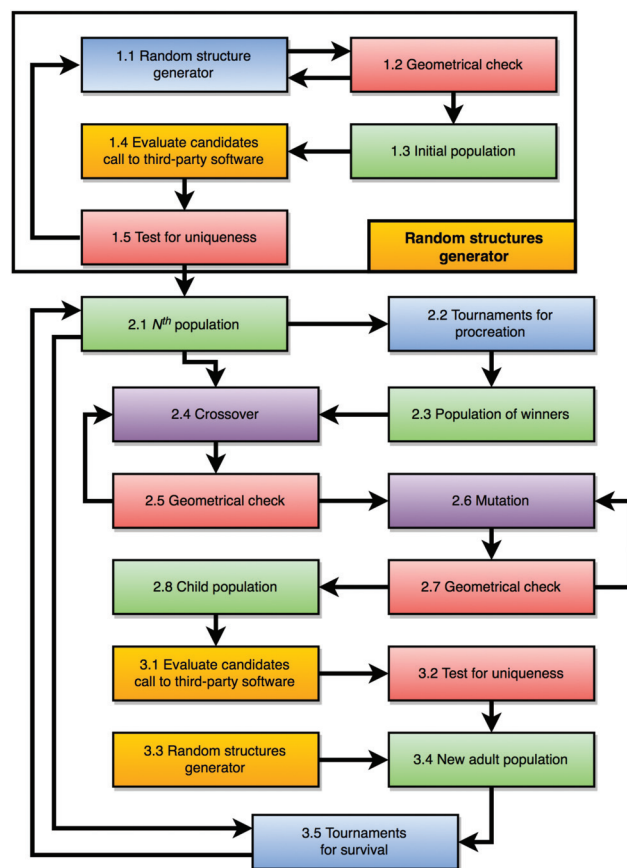 1.1 Random structure
generator
1.2 Geometrical check
1.4 Evaluate candidates
call to third-party software
1.3 Initial population
1.5 Test for uniqueness
Random structures
generator
2.1 Nth population
2.2 Tournaments for
procreation
2.4 Crossover
2.3 Population of winners
2.5 Geometrical check
2.6 Mutation
2.8 Child population
2.7 Geometrical check
3.1 Evaluate candidates
call to third-party software
3.2 Test for uniqueness
3.3 Random structures
generator
3.4 New adult population
3.5 Tournaments
for survival